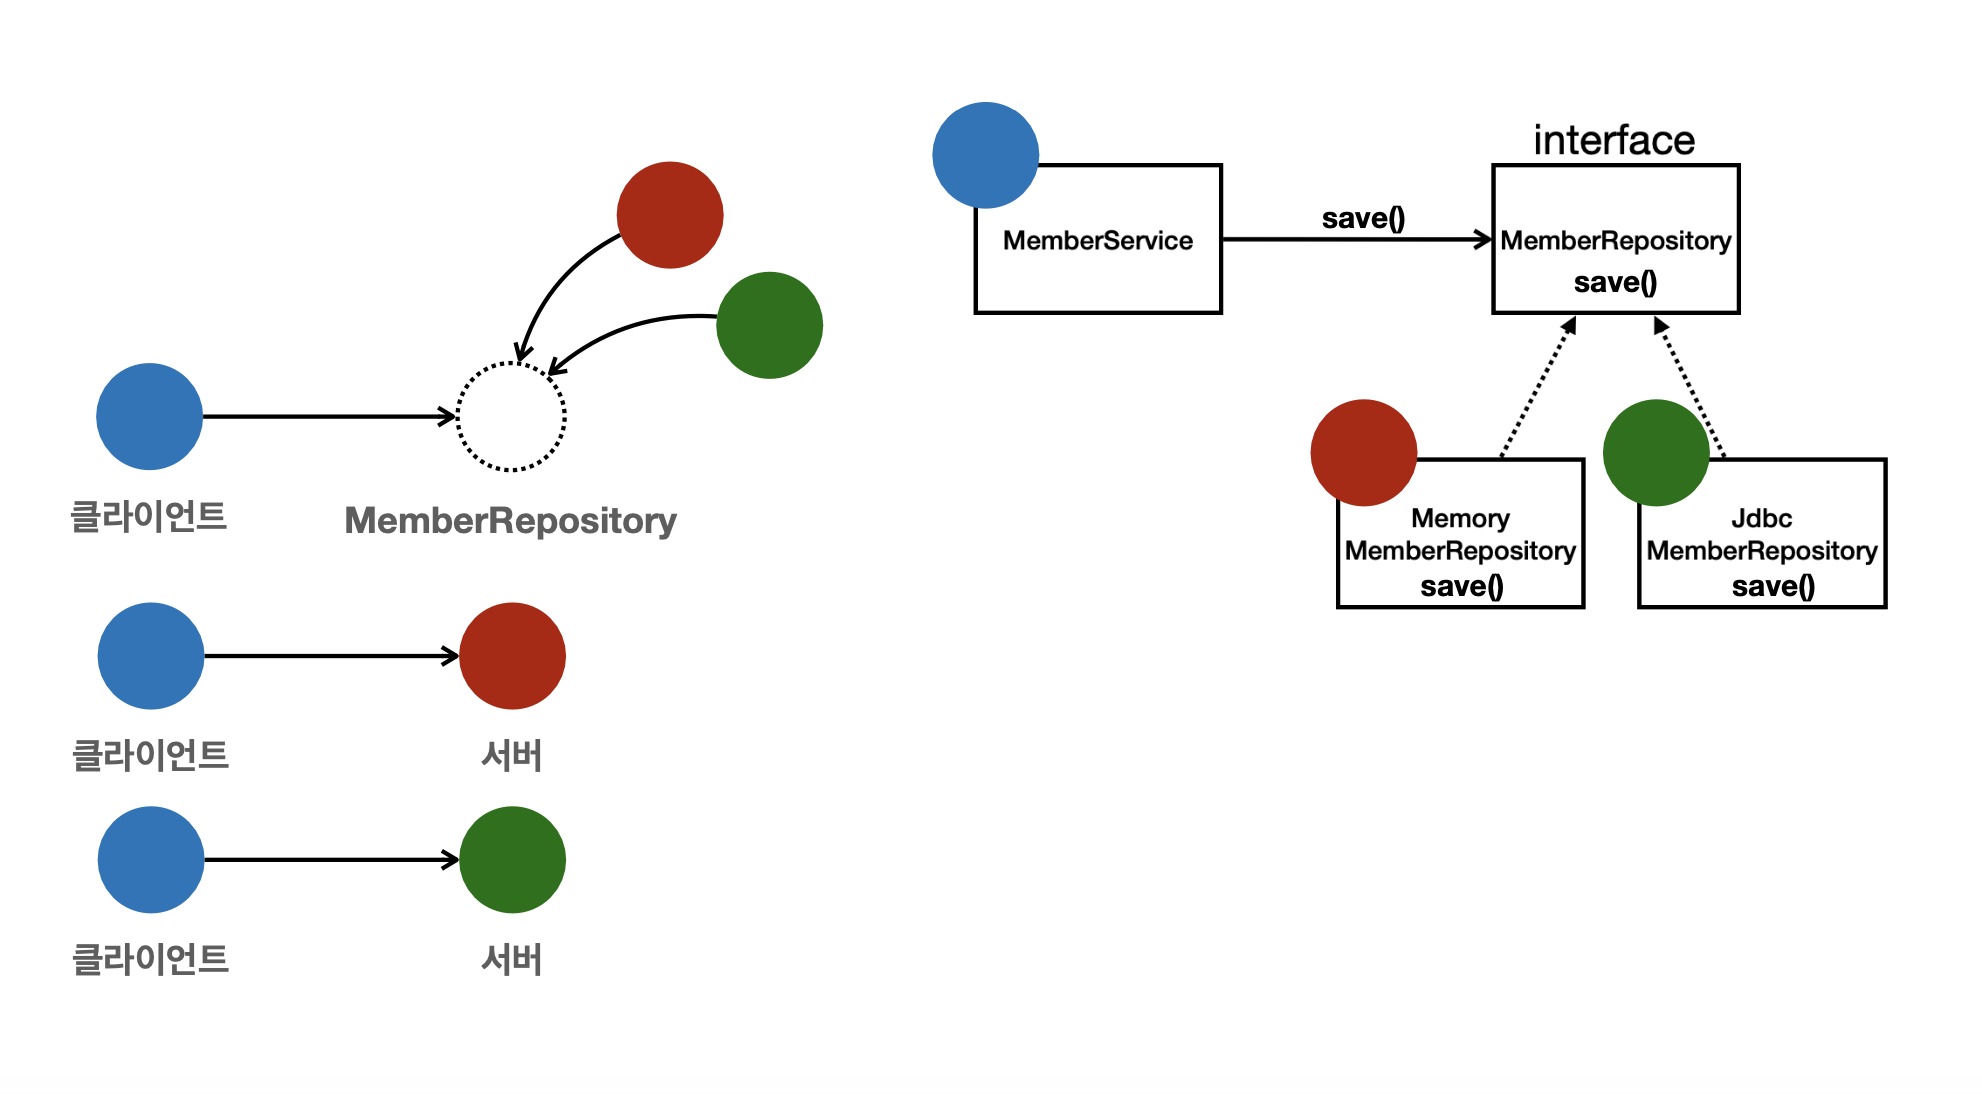 클라이언트
MemberRepository
클라이언트
서버
클라이언트
서버
interface
MemberService
save()
MemberRepository
save()
Memory
MemberRepository
save()
Jdbc
MemberRepository
save()